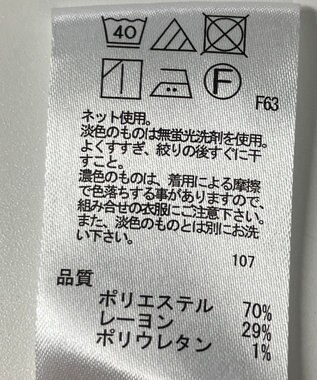 40
F
F63
ネット使用。
淡色のものは無蛍光洗剤を使用。
よくすすぎ、絞りの後すぐに干
すこと。
濃色のものは、着用による摩擦
で色落ちする事がありますので、
組み合せの衣服にご注意下さい。
また、淡色のものとは別にお洗
い下さい。
107
品質
ポリエステル 70%
レーヨン 29%
ポリウレタン 1%